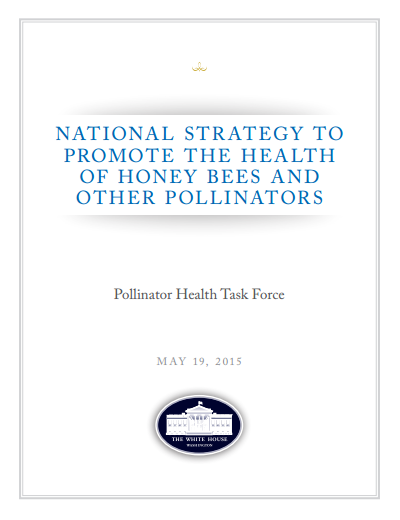 NATIONAL STRATEGY TO
PROMOTE THE HEALTH
OF HONEY BEES AND
OTHER POLLINATORS
Pollinator Health Task Force
MAY 19, 2015
THE WHITE HOUSE
WASHINGTON